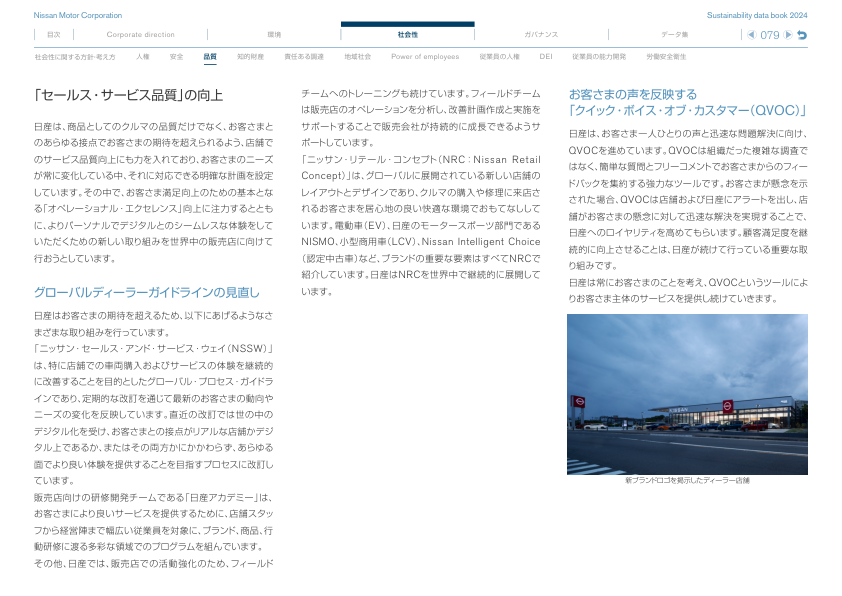 Nissan Motor Corporation
Sustainability data book 2024
目次
Corporate direction
環境
社会性
ガバナンス
データ集
079
社会性に関する方針・考え方
人権
安全
品質
知的財産
責任ある調達
地域社会
Power of employees
従業員の人権
DEI
従業員の能力開発
労働安全衛生
「セールス・サービス品質」の向上
日産は、商品としてのクルマの品質だけでなく、お客さまと
のあらゆる接点でお客さまの期待を超えられるよう、店舗で
のサービス品質向上にも力を入れており、お客さまのニーズ
が常に変化している中、それに対応できる明確な計画を設定
しています。その中で、お客さま満足向上のための基本とな
る「オペレーショナル・エクセレンス」向上に注力するととも
に、よりパーソナルでデジタルとのシームレスな体験をして
いただくための新しい取り組みを世界中の販売店に向けて
行おうとしています。
グローバルディーラーガイドラインの見直し
日産はお客さまの期待を超えるため、以下にあげるようなさ
まざまな取り組みを行っています。
「ニッサン・セールス・アンド・サービス・ウェイ（NSSW）」
は、特に店舗での車両購入およびサービスの体験を継続的
に改善することを目的としたグローバル・プロセス・ガイドラ
インであり、定期的な改訂を通じて最新のお客さまの動向や
ニーズの変化を反映しています。直近の改訂では世の中の
デジタル化を受け、お客さまとの接点がリアルな店舗かデジ
タル上であるか、またはその両方かにかかわらず、あらゆる
面でより良い体験を提供することを目指すプロセスに改訂し
ています。
販売店向けの研修開発チームである「日産アカデミー」は、
お客さまにより良いサービスを提供するために、店舗スタッ
フから経営陣まで幅広い従業員を対象に、ブランド、商品、行
動研修に渡る多彩な領域でのプログラムを組んでいます。
その他、日産では、販売店での活動強化のため、フィールド
チームへのトレーニングも続けています。フィールドチーム
は販売店のオペレーションを分析し、改善計画作成と実施を
サポートすることで販売会社が持続的に成長できるようサ
ポートしています。
「ニッサン・リテール・コンセプト（NRC：Nissan Retail
Concept）」は、グローバルに展開されている新しい店舗の
レイアウトとデザインであり、クルマの購入や修理に来店さ
れるお客さまを居心地の良い快適な環境でおもてなしして
います。電動車（EV）、日産のモータースポーツ部門である
NISMO、小型商用車（LCV）、Nissan Intelligent Choice
（認定中古車）など、ブランドの重要な要素はすべてNRCで
紹介しています。日産はNRCを世界中で継続的に展開して
います。
お客さまの声を反映する
「クイック・ボイス・オブ・カスタマー（QVOC）」
日産は、お客さま一人ひとりの声と迅速な問題解決に向け、
QVOCを進めています。QVOCは組織だった複雑な調査で
はなく、簡単な質問とフリーコメントでお客さまからのフィー
ドバックを集約する強力なツールです。お客さまが懸念を示
された場合、QVOCは店舗および日産にアラートを出し、店
舗がお客さまの懸念に対して迅速な解決を実現することで、
日産へのロイヤリティを高めてもらいます。顧客満足度を継
続的に向上させることは、日産が続けて行っている重要な取
り組みです。
日産は常にお客さまのことを考え、QVOCというツールによ
りお客さま主体のサービスを提供し続けていきます。
NISSAN
新ブランドロゴを掲示したディーラー店舗